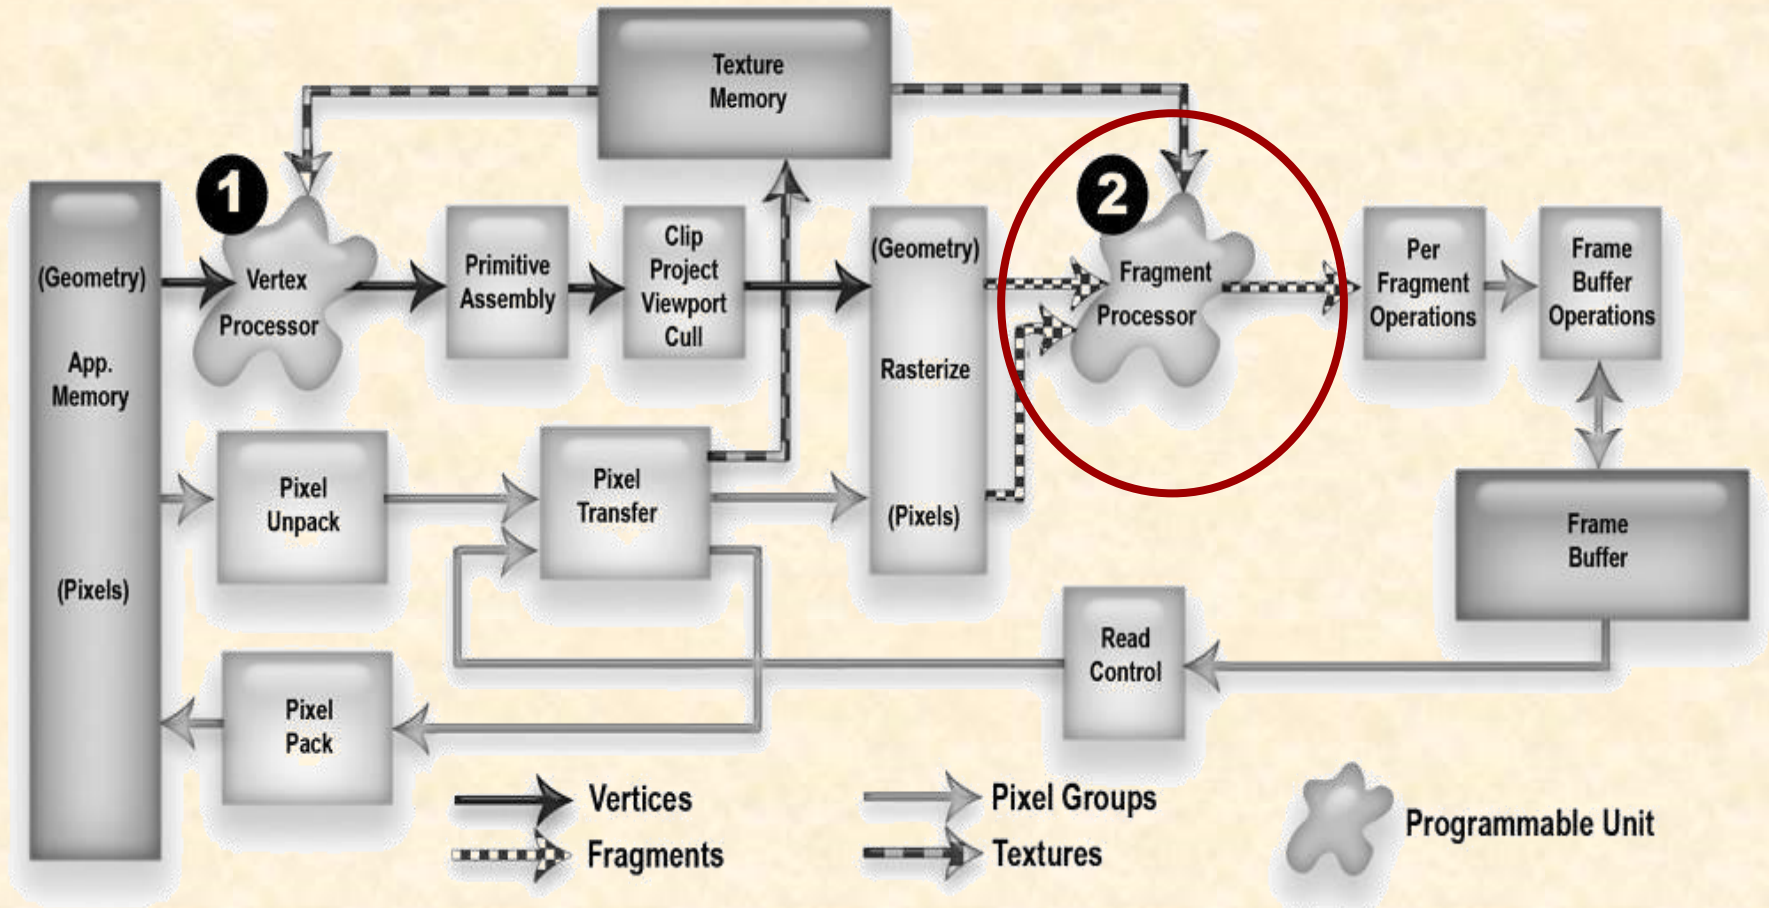 Texture
Memory
1
2
(Geometry)
App.
Memory
(Pixels)
Vertex
Processor
Primitive
Assembly
Clip
Project
Viewport
Cull
(Geometry)
Rasterize
(Pixels)
Fragment
Processor
Per
Fragment
Operations
Frame
Buffer
Operations
Pixel
Unpack
Pixel
Transfer
Frame
Buffer
Read
Control
Pixel
Pack
Vertices
Fragments
Pixel Groups
Textures
Programmable Unit